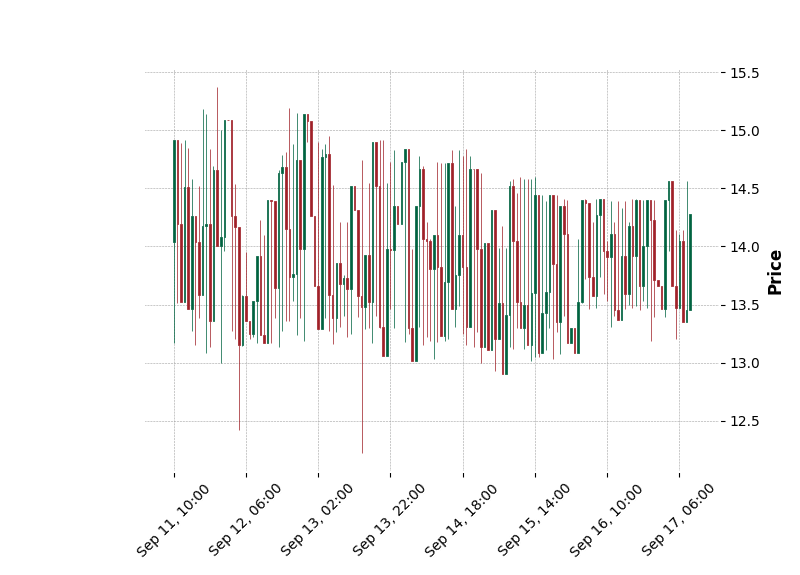 15.5
15.0
14.5
14.0
13.5
13.0
12.5
Price
Sep 11, 10:00
Sep 12, 06:00
Sep 13, 02:00
Sep 13, 22:00
Sep 14, 18:00
Sep 15, 14:00
Sep 16, 10:00
Sep 17, 06:00